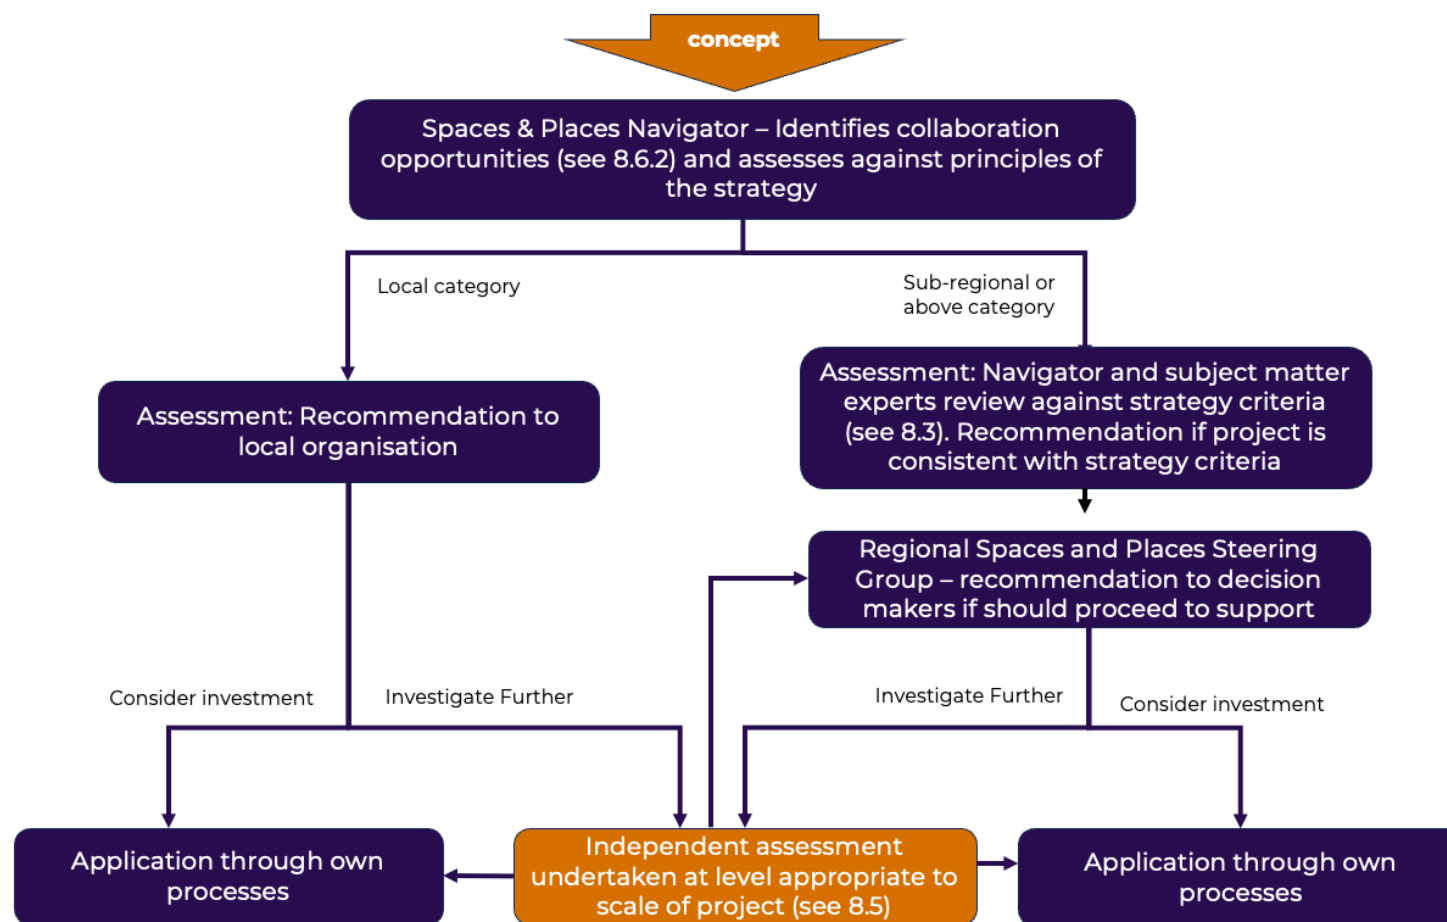 concept
Spaces & Places Navigator – Identifies collaboration
opportunities (see 8.6.2) and assesses against principles of
the strategy
Local category
Sub-regional or
above category
Assessment: Recommendation to
local organisation
Assessment: Navigator and subject matter
experts review against strategy criteria
(see 8.3). Recommendation if project is
consistent with strategy criteria
Regional Spaces and Places Steering
Group – recommendation to decision
makers if should proceed to support
Consider investment
Investigate Further
Investigate Further
Consider investment
Application through own
processes
Independent assessment
undertaken at level appropriate to
scale of project (see 8.5)
Application through own
processes